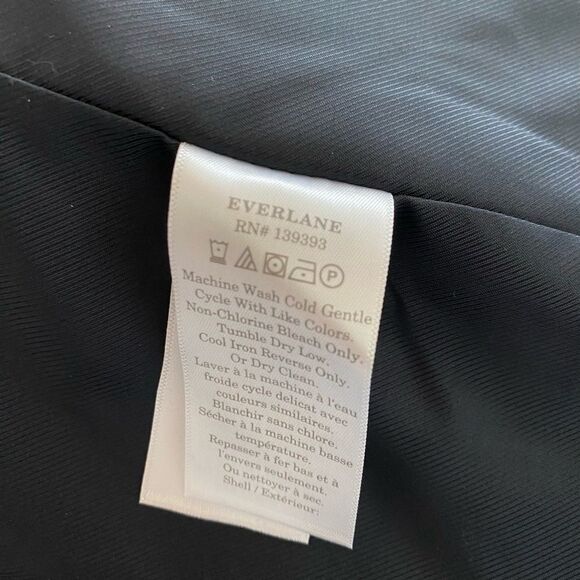 EVERLANE
RN# 139393
P
Machine Wash Cold Gentle
Cycle With Like Colors.
Non-Chlorine Bleach Only.
Tumble Dry Low.
Cool Iron Reverse Only.
Or Dry Clean.
Laver à la machine à l'eau
froide cycle delicat avec
couleurs similaires.
Blanchir sans chlore.
Sécher à la machine basse
température.
Repasser à fer bas et à
l'envers seulement.
Ou nettoyer à sec.
Shell / Extérieur: